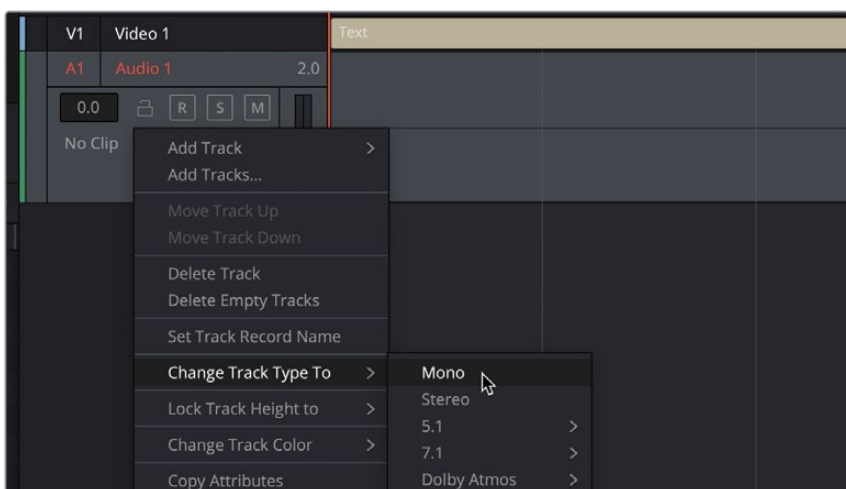 V1 Video 1 Text
A1 Audio 1 2.0
0.0 R S M
No Clip
Add Track >
Add Tracks...
Move Track Up
Move Track Down
Delete Track
Delete Empty Tracks
Set Track Record Name
Change Track Type To > Mono
Stereo
Lock Track Height to >
5.1 >
Change Track Color >
7.1 >
Copy Attributes
Dolby Atmos >